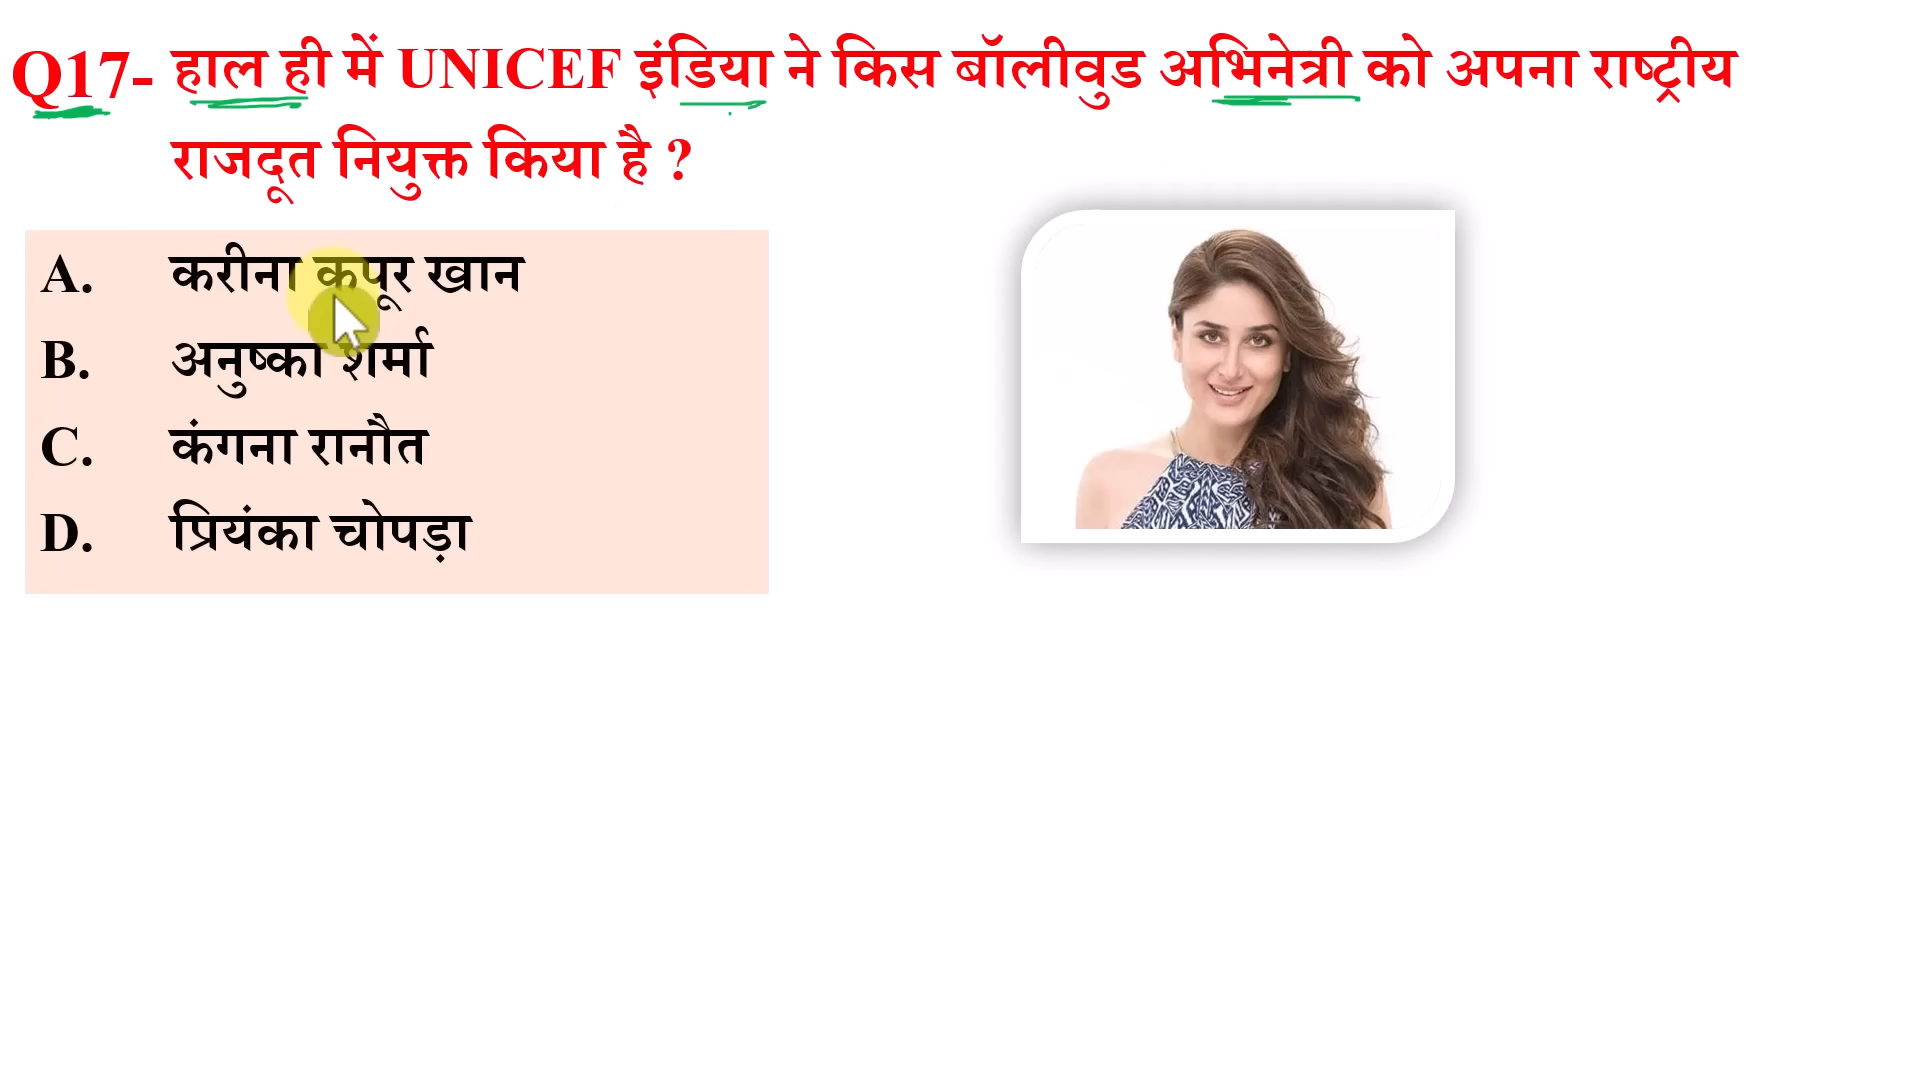 Q17- हाल ही में UNICEF इंडिया ने किस बॉलीवुड अभिनेत्री को अपना राष्ट्रीय
राजदूत नियुक्त किया है ?
A. करीना कपूर खान
B. अनुष्का शर्मा
C. कंगना रानौत
D. प्रियंका चोपड़ा